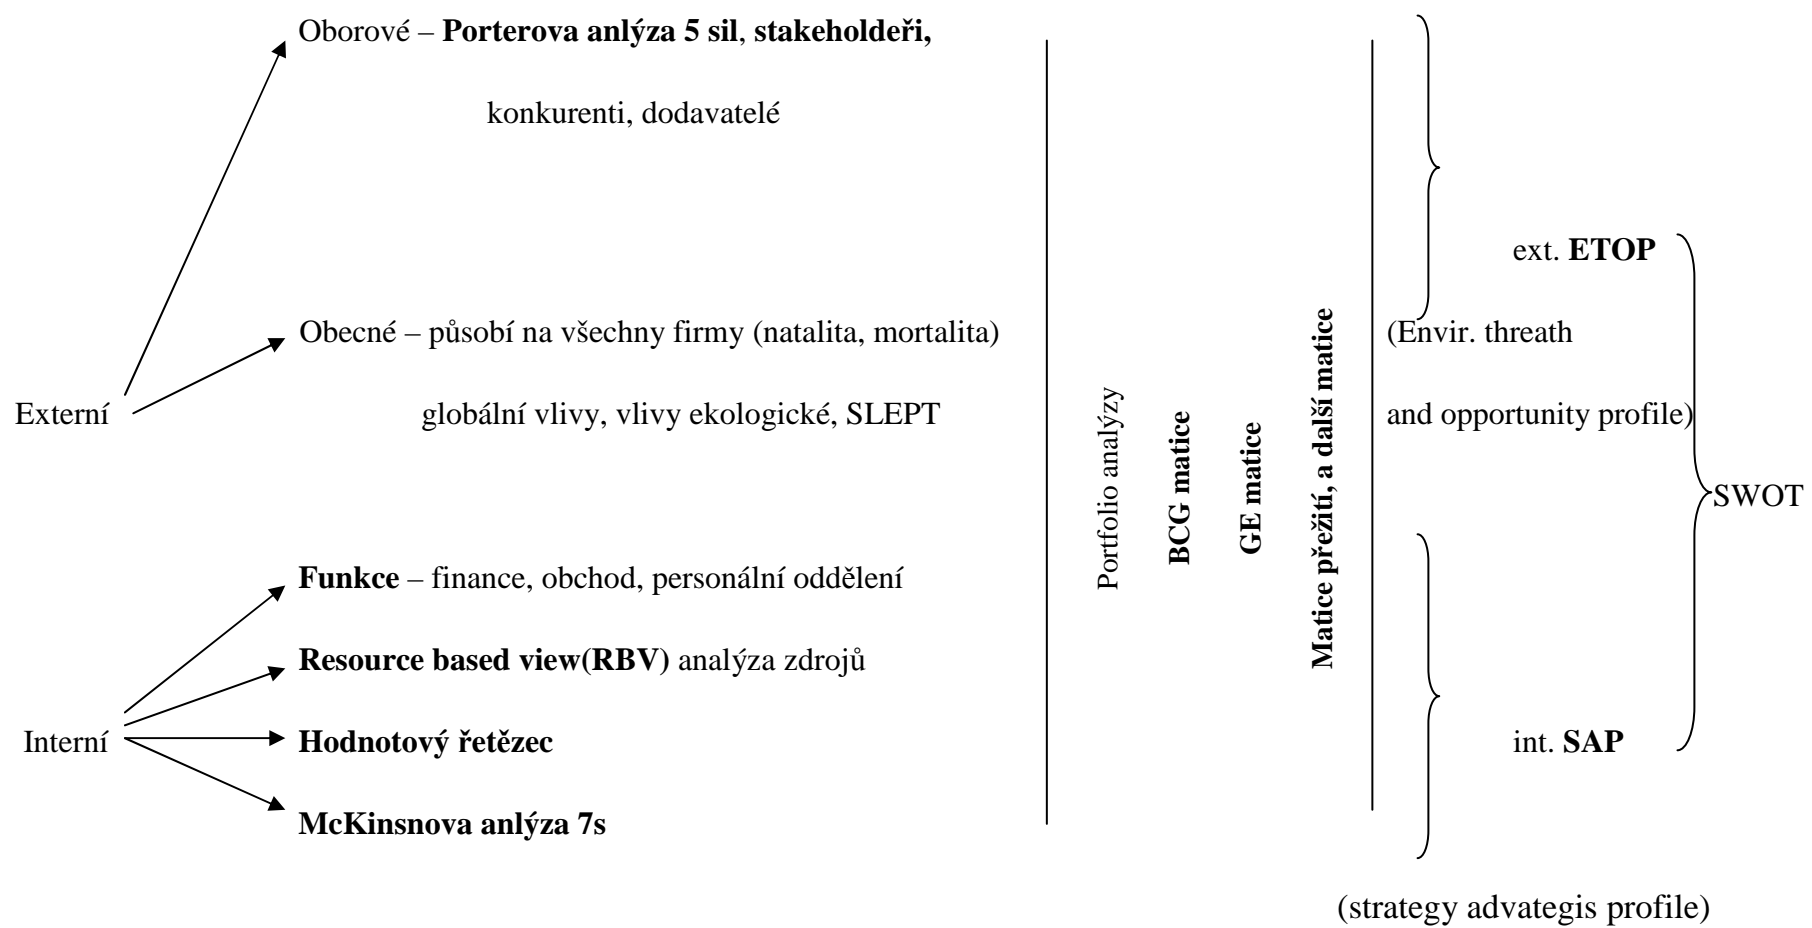 Oborové – Porterova anlýza 5 sil, stakeholdeři,
konkurenti, dodavatelé
ext. ETOP
Obecné – působí na všechny firmy (natalita, mortalita)
(Envir. threath
Externí
globální vlivy, vlivy ekologické, SLEPT
and opportunity profile)
Portfolio analýzy
BCG matice
GE matice
Matice přežití, a další matice
SWOT
Funkce – finance, obchod, personální oddělení
Resource based view(RBV) analýza zdrojů
Interní
Hodnotový řetězec
int. SAP
McKinsnova anlýza 7s
(strategy advategis profile)